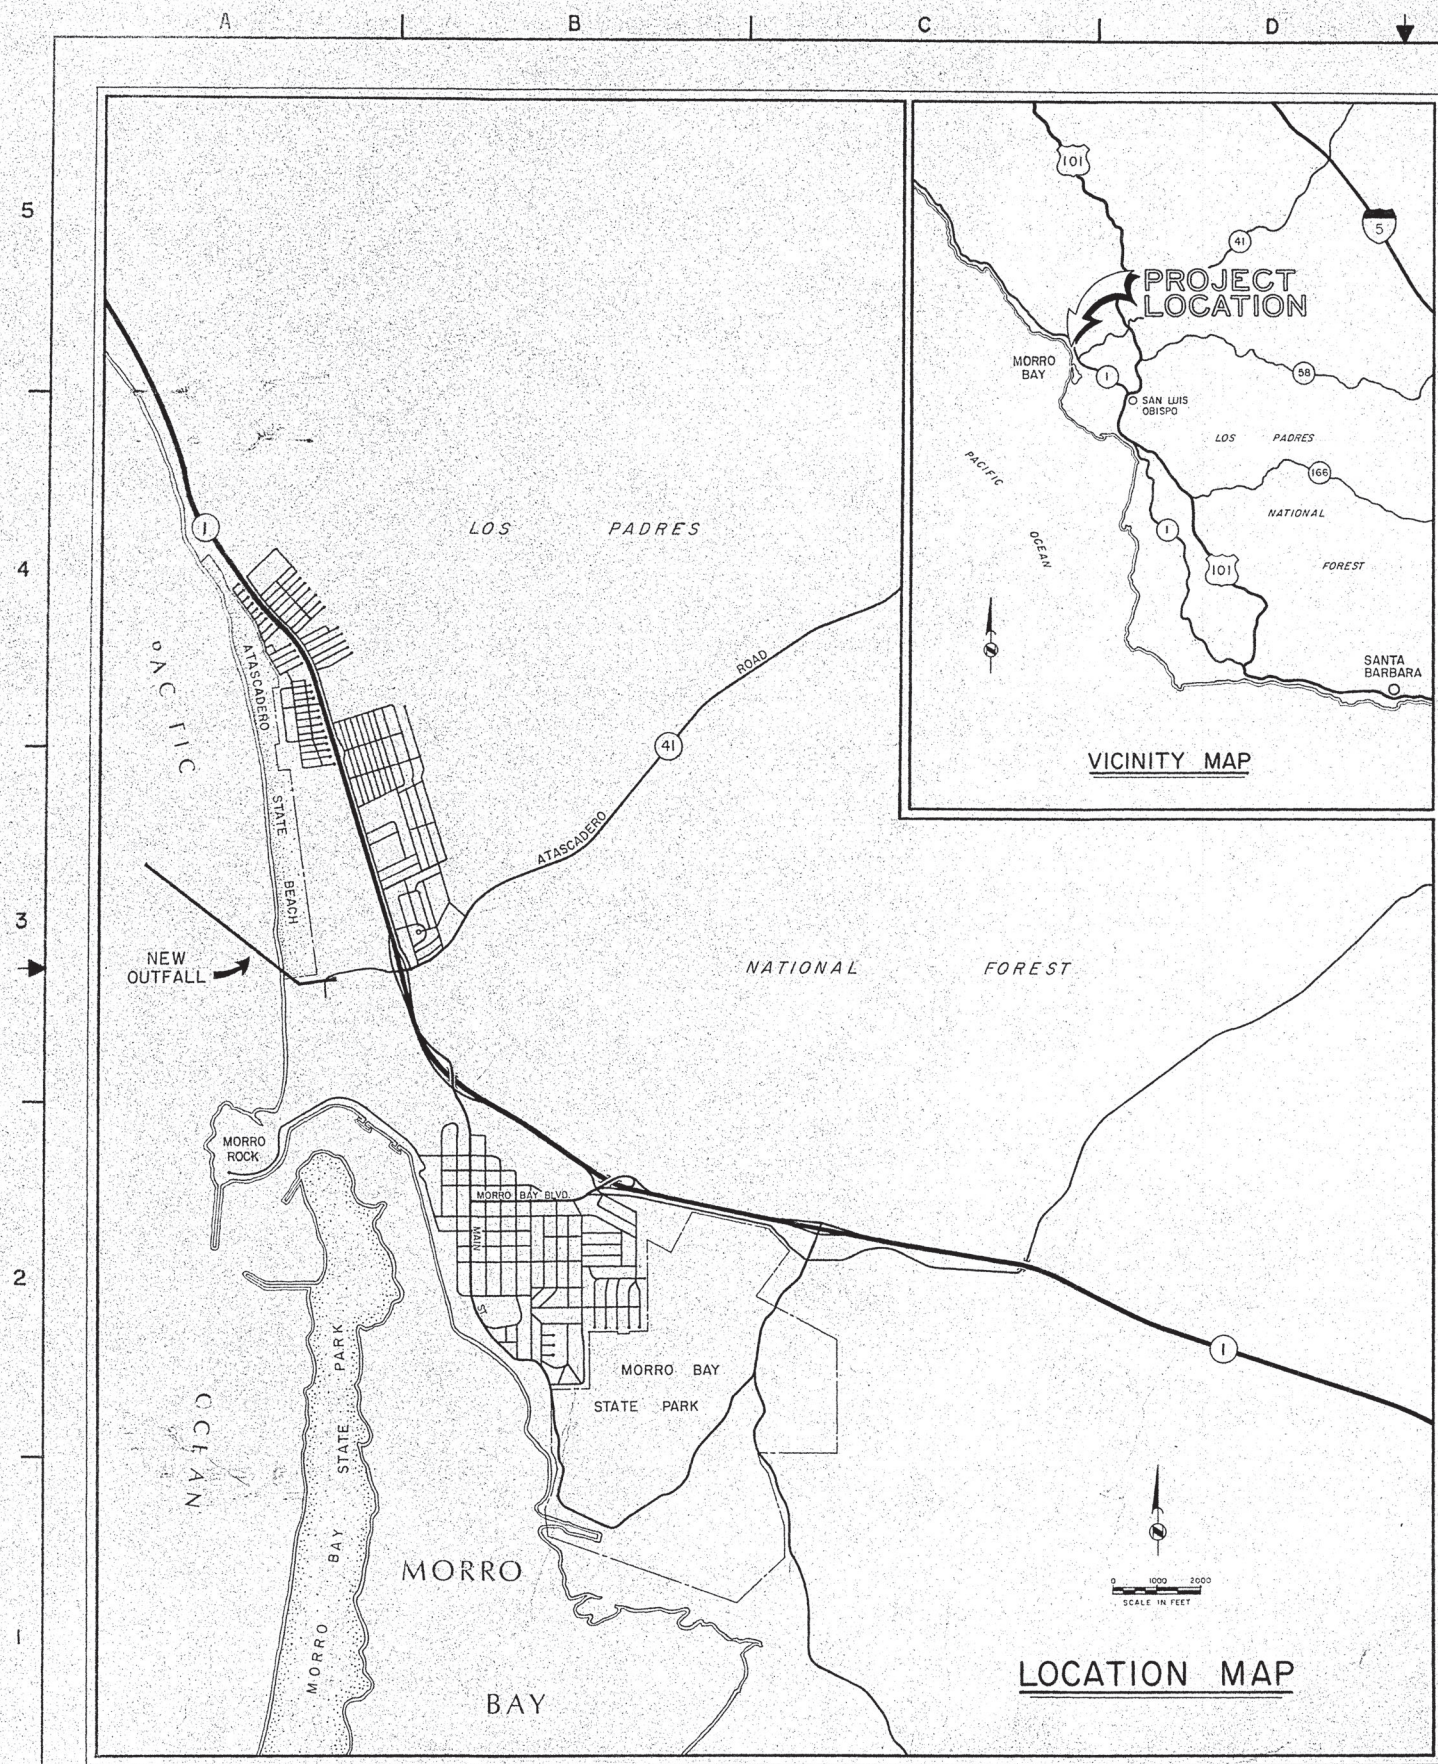 A B C D
5
4
3
2
1
101
5
41
PROJECT
LOCATION
MORRO
BAY
1
58
SAN LUIS
OBISPO
LOS PADRES
PACIFIC
166
NATIONAL
OCEAN
1
101
FOREST
N
SANTA
BARBARA
VICINITY MAP
1
LOS PADRES
PACIFIC
ATASCADERO
STATE
BEACH
ROAD
41
ATASCADERO
NEW
OUTFALL
NATIONAL FOREST
MORRO
ROCK
MORRO BAY BLVD.
MAIN
ST.
MORRO BAY
STATE PARK
1
OCEAN
MORRO BAY STATE PARK
MORRO
BAY
N
0 1000 2000
SCALE IN FEET
LOCATION MAP